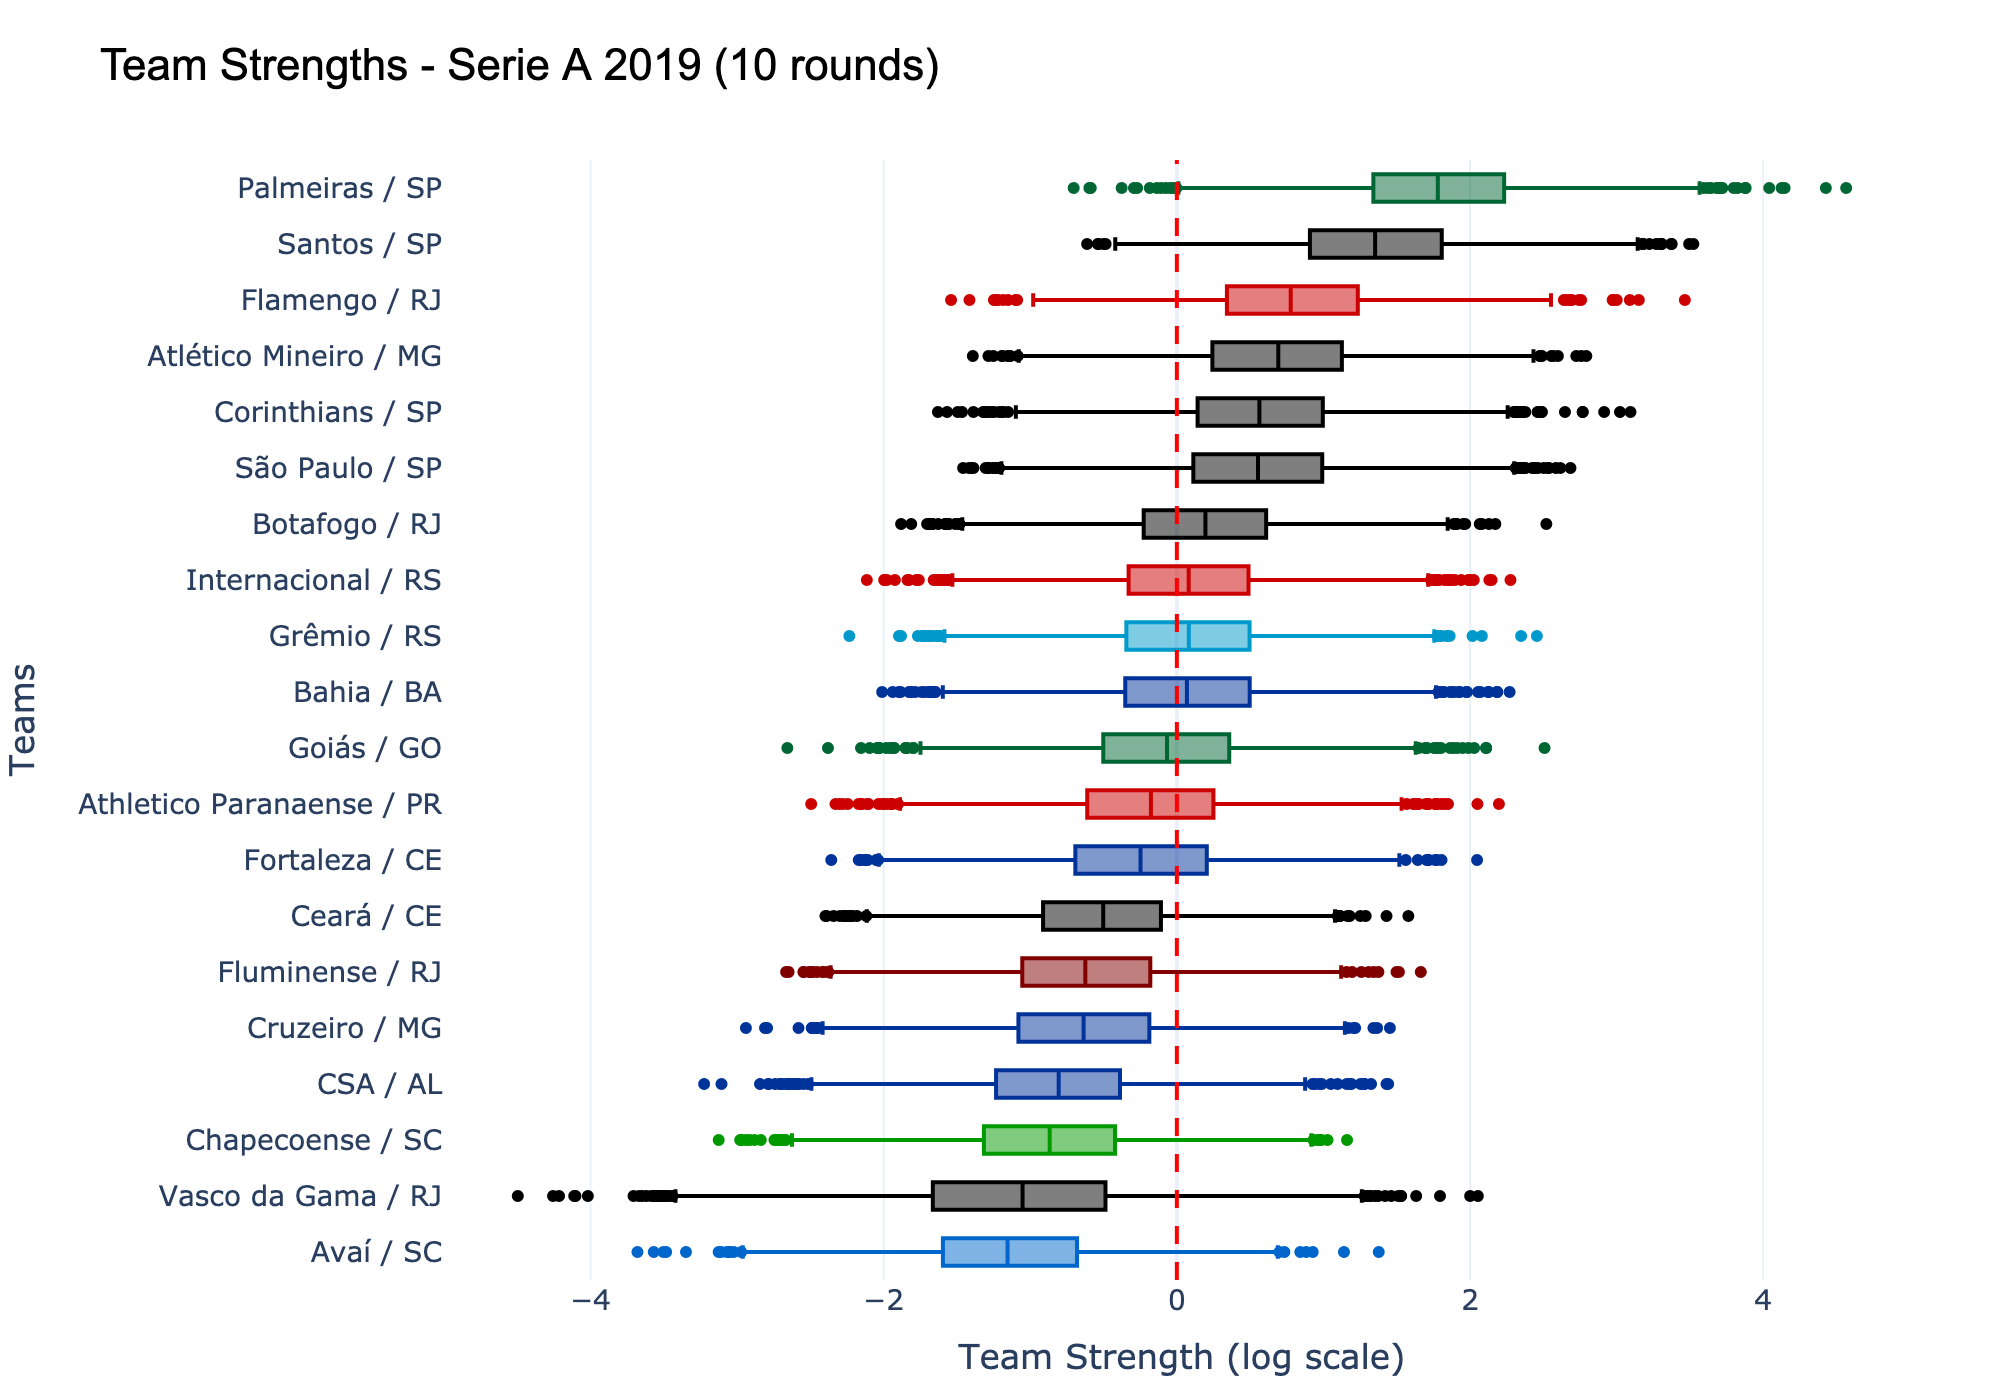 Team Strengths - Serie A 2019 (10 rounds)
Palmeiras / SP
Santos / SP
Flamengo / RJ
Atlético Mineiro / MG
Corinthians / SP
São Paulo / SP
Botafogo / RJ
Internacional / RS
Grêmio / RS
Bahia / BA
Goiás / GO
Athletico Paranaense / PR
Fortaleza / CE
Ceará / CE
Fluminense / RJ
Cruzeiro / MG
CSA / AL
Chapecoense / SC
Vasco da Gama / RJ
Avaí / SC
Teams
−4 −2 0 2 4
Team Strength (log scale)